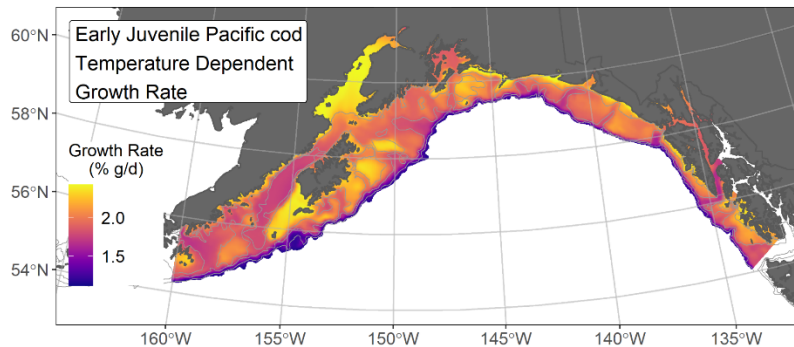 Early Juvenile Pacific cod
Temperature Dependent
Growth Rate
60°N
58°N
56°N
54°N
Growth Rate
(% g/d)
2.0
1.5
160°W
155°W
150°W
145°W
140°W
135°W